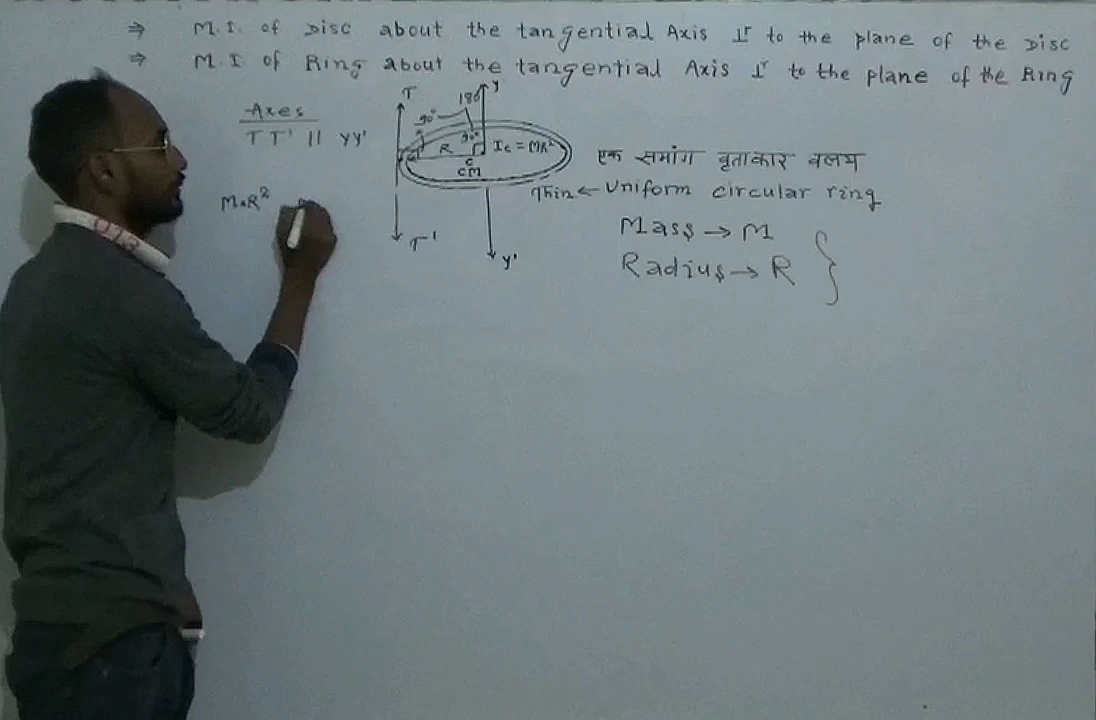 ⇒ M.I. of Disc about the tangential Axis ⊥r to the plane of the Disc
⇒ M I of Ring about the tangential Axis ⊥r to the plane of the Ring
Axes
TT' || YY'
M.R²
T
180°
Y
90°
90°
R
Ic = MR²
C
CM
T'
Y'
एक समांग वृताकार वलय
Thin ← Uniform circular ring
Mass → M
Radius → R }